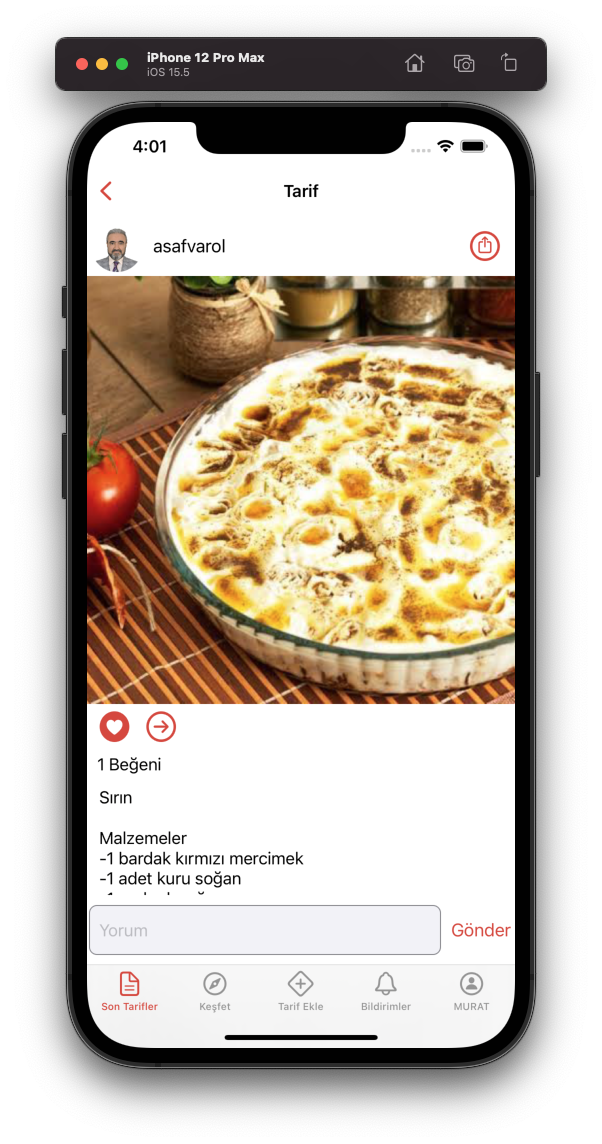 iPhone 12 Pro Max
iOS 15.5
4:01
Tarif
asafvarol
1 Beğeni
Sırın
Malzemeler
-1 bardak kırmızı mercimek
-1 adet kuru soğan
Yorum
Gönder
Son Tarifler
Keşfet
Tarif Ekle
Bildirimler
MURAT